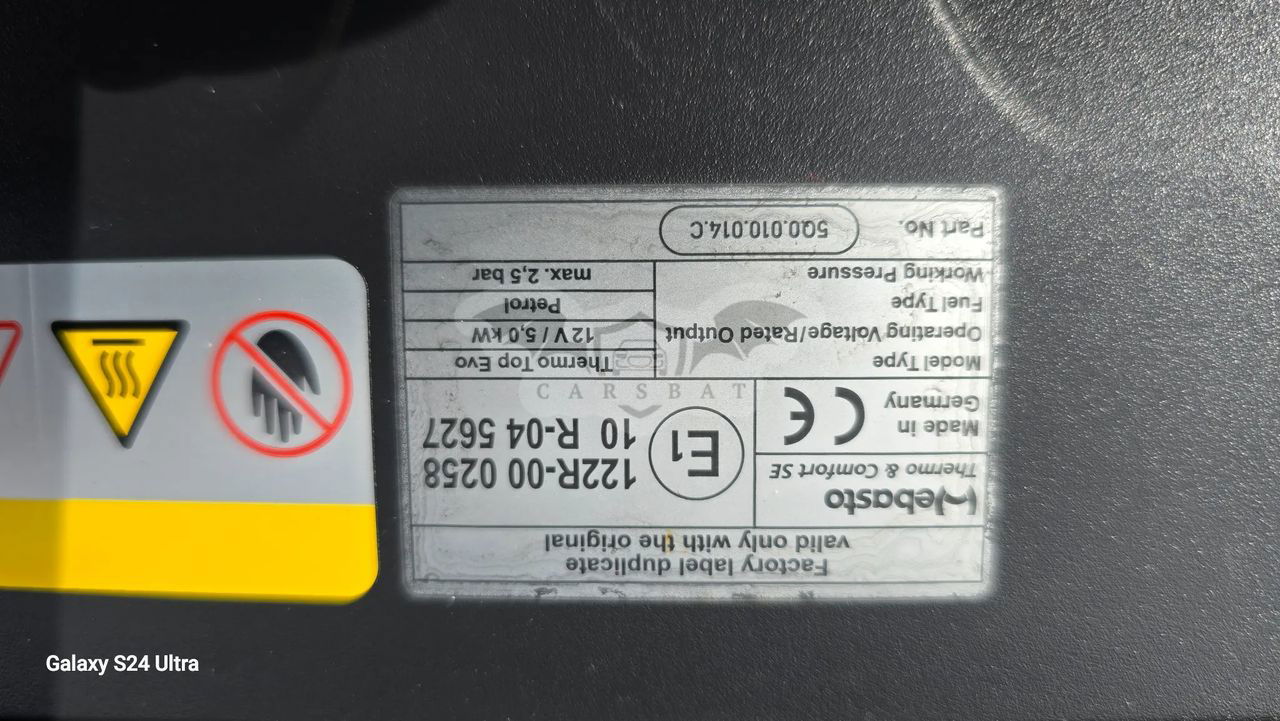 Factory label duplicate
valid only with the original
Webasto
Thermo & Comfort SE
Made in
Germany
CE
E1
122R-00 0258
10 R-04 5627
Model Type Thermo Top Evo
Operating Voltage/Rated Output 12 V / 5,0 kW
Fuel Type Petrol
Working Pressure max. 2,5 bar
Part No. 5Q0.010.014.C
CARSBAT
Galaxy S24 Ultra